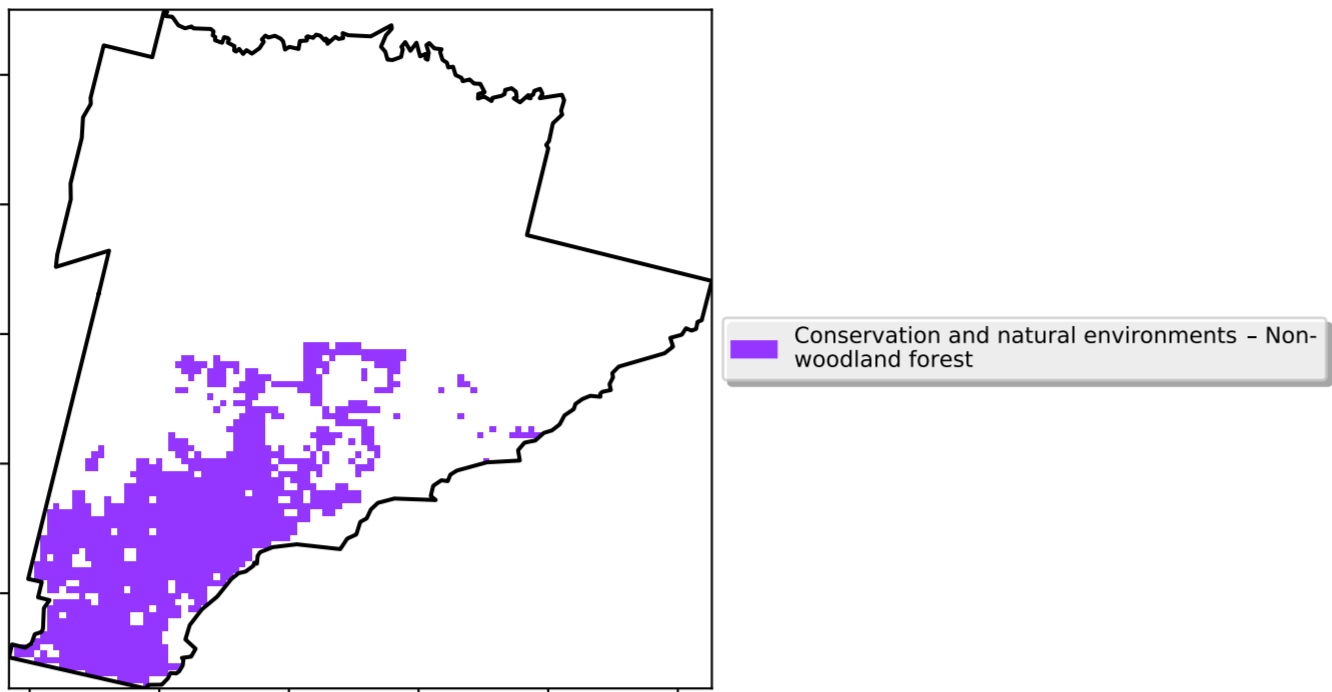 Conservation and natural environments – Non-
woodland forest